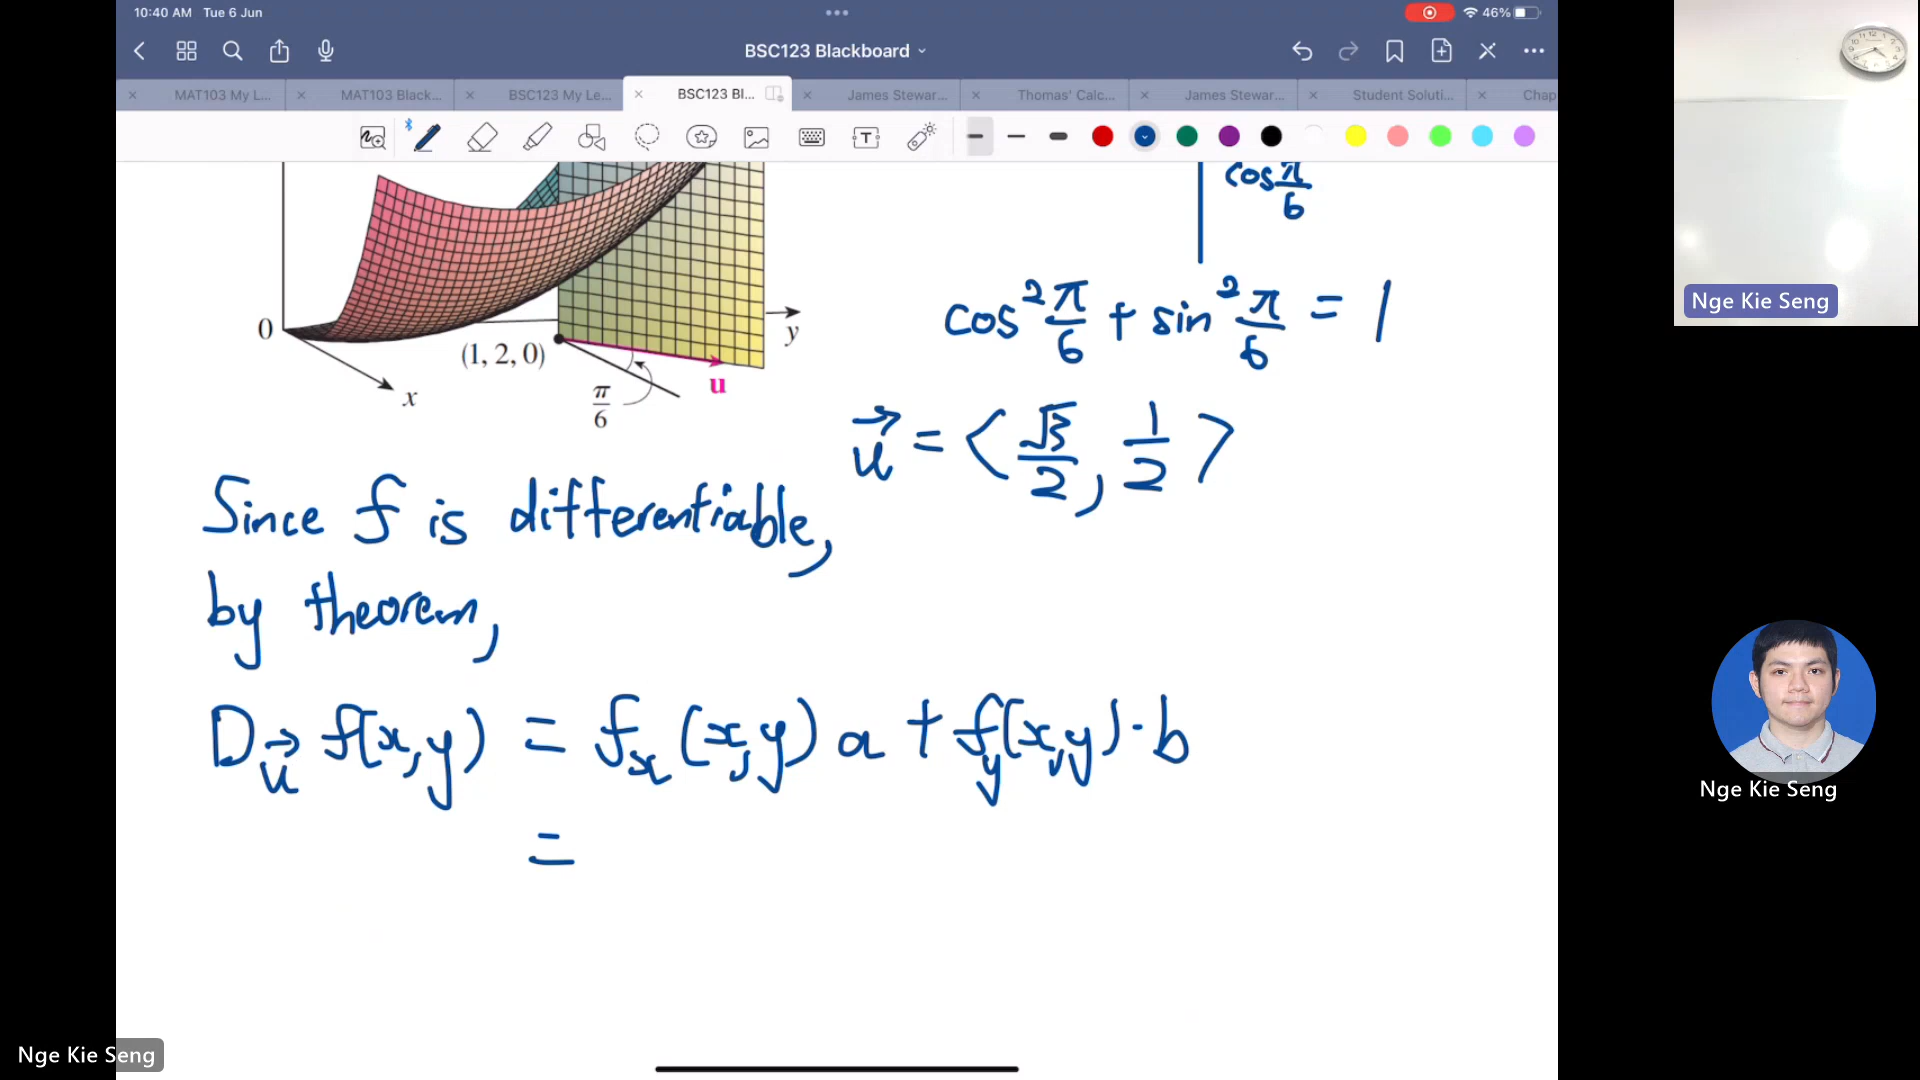 10:40 AM Tue 6 Jun
46%
BSC123 Blackboard
MAT103 My L...
MAT103 Black...
BSC123 My Le...
BSC123 Bl...
James Stewar...
Thomas' Calc...
James Stewar...
Student Soluti...
Chap
cos π/6
0
(1, 2, 0)
y
x
π/6
u
cos² π/6 + sin² π/6 = 1
u⃗ = < √3/2, 1/2 >
Since f is differentiable,
by theorem,
D_u⃗ f(x,y) = f_x (x,y) a + f_y(x,y) · b
=
Nge Kie Seng
Nge Kie Seng
Nge Kie Seng